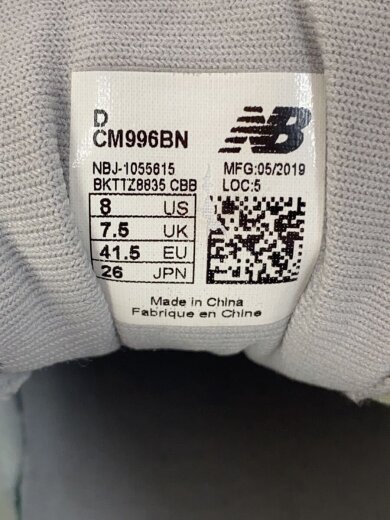 D
CM996BN NB
NBJ-1055615 MFG:05/2019
BKTTZ8835 CBB LOC:5
8 US
7.5 UK
41.5 EU
26 JPN
Made in China
Fabrique en Chine